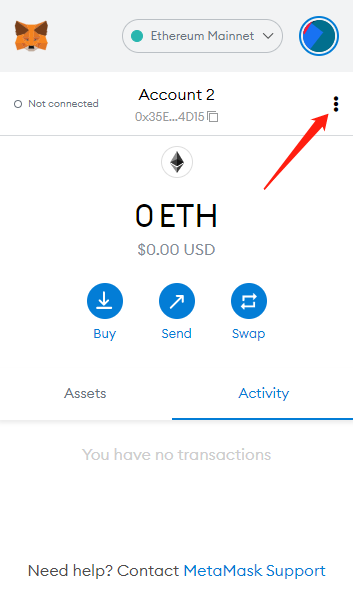 Ethereum Mainnet
Not connected
Account 2
0x35E...4D15
0 ETH
$0.00 USD
Buy Send Swap
Assets Activity
You have no transactions
Need help? Contact MetaMask Support